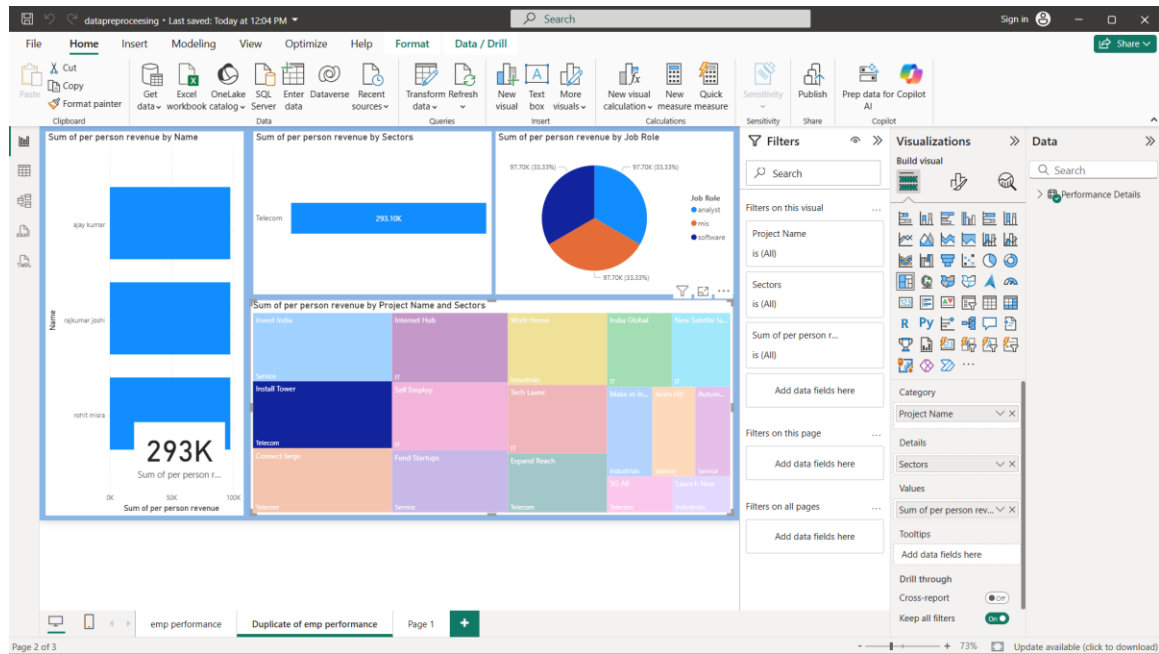 datapreproceesing • Last saved: Today at 12:04 PM
Search
Sign in
File Home Insert Modeling View Optimize Help Format Data / Drill
Share
Paste
Cut
Copy
Format painter
Get data
Excel workbook
OneLake catalog
SQL Server
Enter data
Dataverse
Recent sources
Transform data
Refresh
New visual
Text box
More visuals
New visual calculation
New measure
Quick measure
Sensitivity
Publish
Prep data for AI
Copilot
Clipboard Data Queries Insert Calculations Sensitivity Share Copilot
Sum of per person revenue by Name
Name
ajay kumar
rajkumar joshi
rohit misra
0K 50K 100K
Sum of per person revenue
293K
Sum of per person r...
Sum of per person revenue by Sectors
Telecom
293.10K
Sum of per person revenue by Job Role
97.70K (33.33%)
97.70K (33.33%)
97.70K (33.33%)
Job Role
analyst
mis
software
Sum of per person revenue by Project Name and Sectors
Invest India
Service
Install Tower
Telecom
Connect large
Telecom
Internet Hub
IT
Self Employ
IT
Fund Startups
Service
Work Home
Industries
Tech Launc
IT
Expand Reach
Telecom
India Global
IT
New Satelite la...
IT
Make in In...
Industries
Service
Autom...
Service
5G All
Telecom
Launch New
Industries
Filters
Search
Filters on this visual
Project Name
is (All)
Sectors
is (All)
Sum of per person r...
is (All)
Add data fields here
Filters on this page
Add data fields here
Filters on all pages
Add data fields here
Visualizations
Build visual
R Py
Category
Project Name
Details
Sectors
Values
Sum of per person rev...
Tooltips
Add data fields here
Drill through
Cross-report
Off
Keep all filters
On
Data
Search
Performance Details
emp performance
Duplicate of emp performance
Page 1
Page 2 of 3
73%
Update available (click to download)